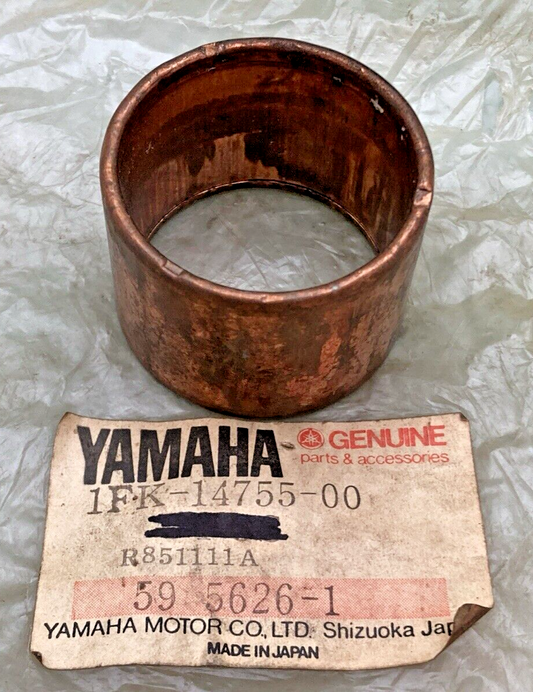 YAMAHA GENUINE
parts & accessories
1FK-14755-00
R851111A
59 5626-1
YAMAHA MOTOR CO., LTD. Shizuoka Jap
MADE IN JAPAN